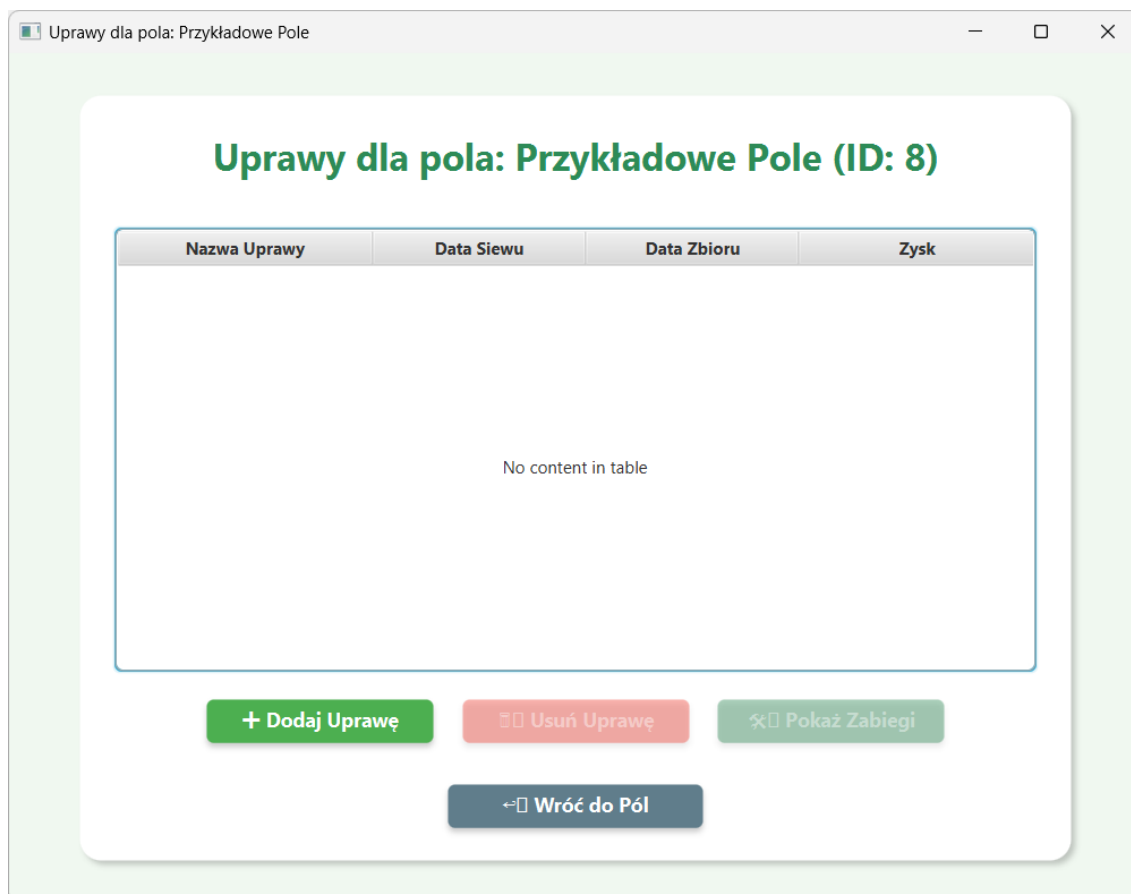 Uprawy dla pola: Przykładowe Pole
Uprawy dla pola: Przykładowe Pole (ID: 8)
Nazwa Uprawy Data Siewu Data Zbioru Zysk
No content in table
+ Dodaj Uprawę Usuń Uprawę Pokaż Zabiegi
Wróć do Pól